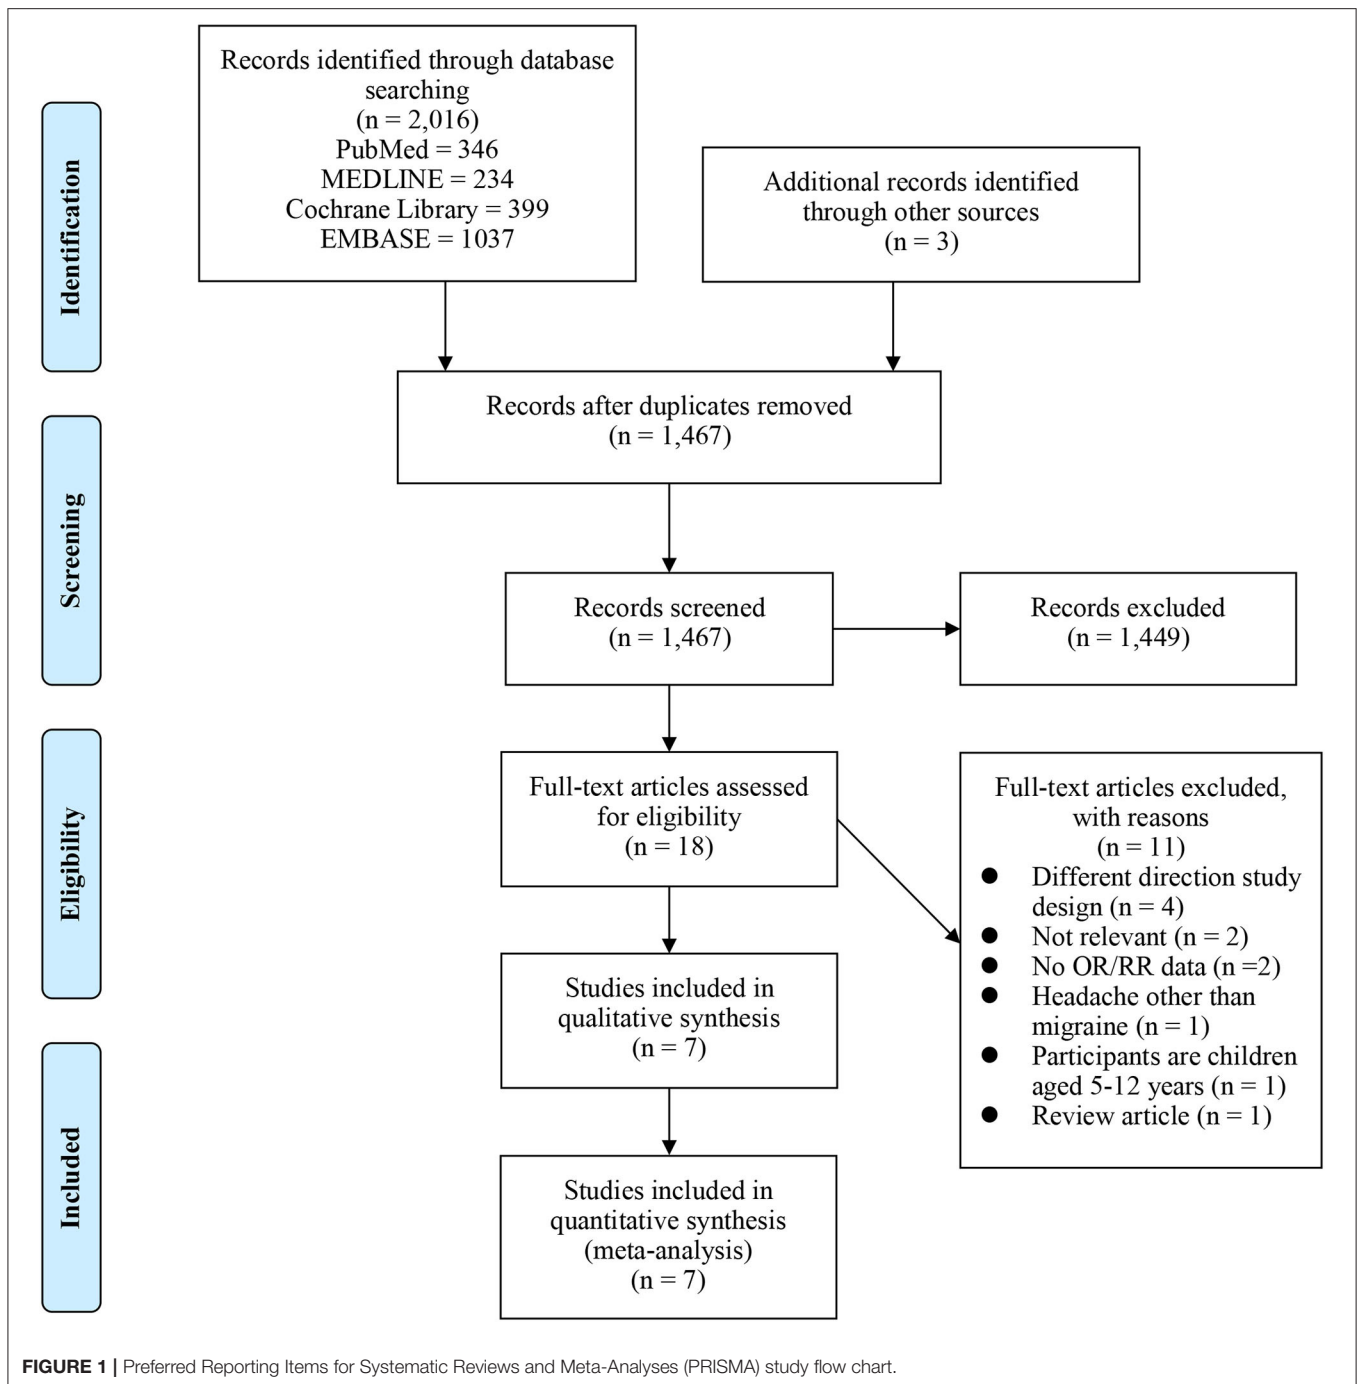 Records identified through database
searching
(n = 2,016)
PubMed = 346
MEDLINE = 234
Cochrane Library = 399
EMBASE = 1037
Additional records identified
through other sources
(n = 3)
Identification
Records after duplicates removed
(n = 1,467)
Screening
Records screened
(n = 1,467)
Records excluded
(n = 1,449)
Eligibility
Full-text articles assessed
for eligibility
(n = 18)
Full-text articles excluded,
with reasons
(n = 11)
● Different direction study
design (n = 4)
● Not relevant (n = 2)
● No OR/RR data (n =2)
● Headache other than
migraine (n = 1)
● Participants are children
aged 5-12 years (n = 1)
● Review article (n = 1)
Studies included in
qualitative synthesis
(n = 7)
Included
Studies included in
quantitative synthesis
(meta-analysis)
(n = 7)
FIGURE 1 | Preferred Reporting Items for Systematic Reviews and Meta-Analyses (PRISMA) study flow chart.